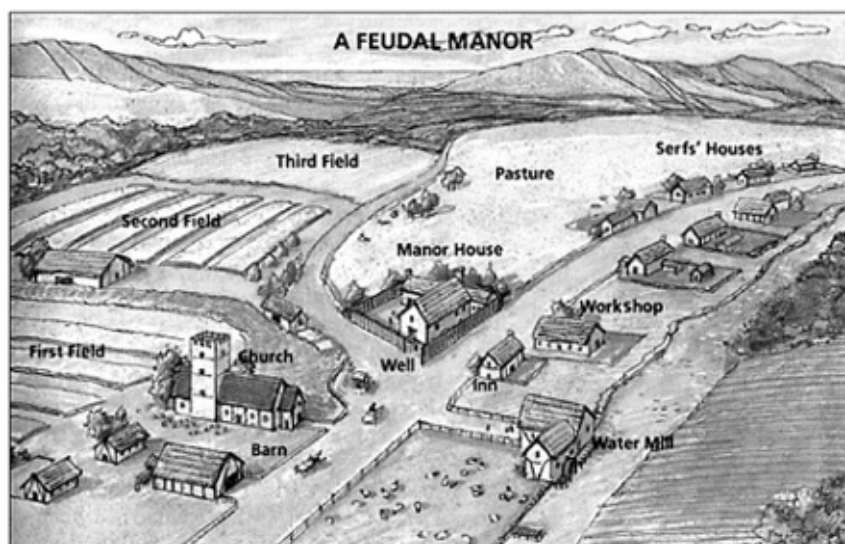 A FEUDAL MANOR
Third Field
Serfs' Houses
Pasture
Second Field
Manor House
Workshop
First Field
Church
Well
Inn
Barn
Water Mill